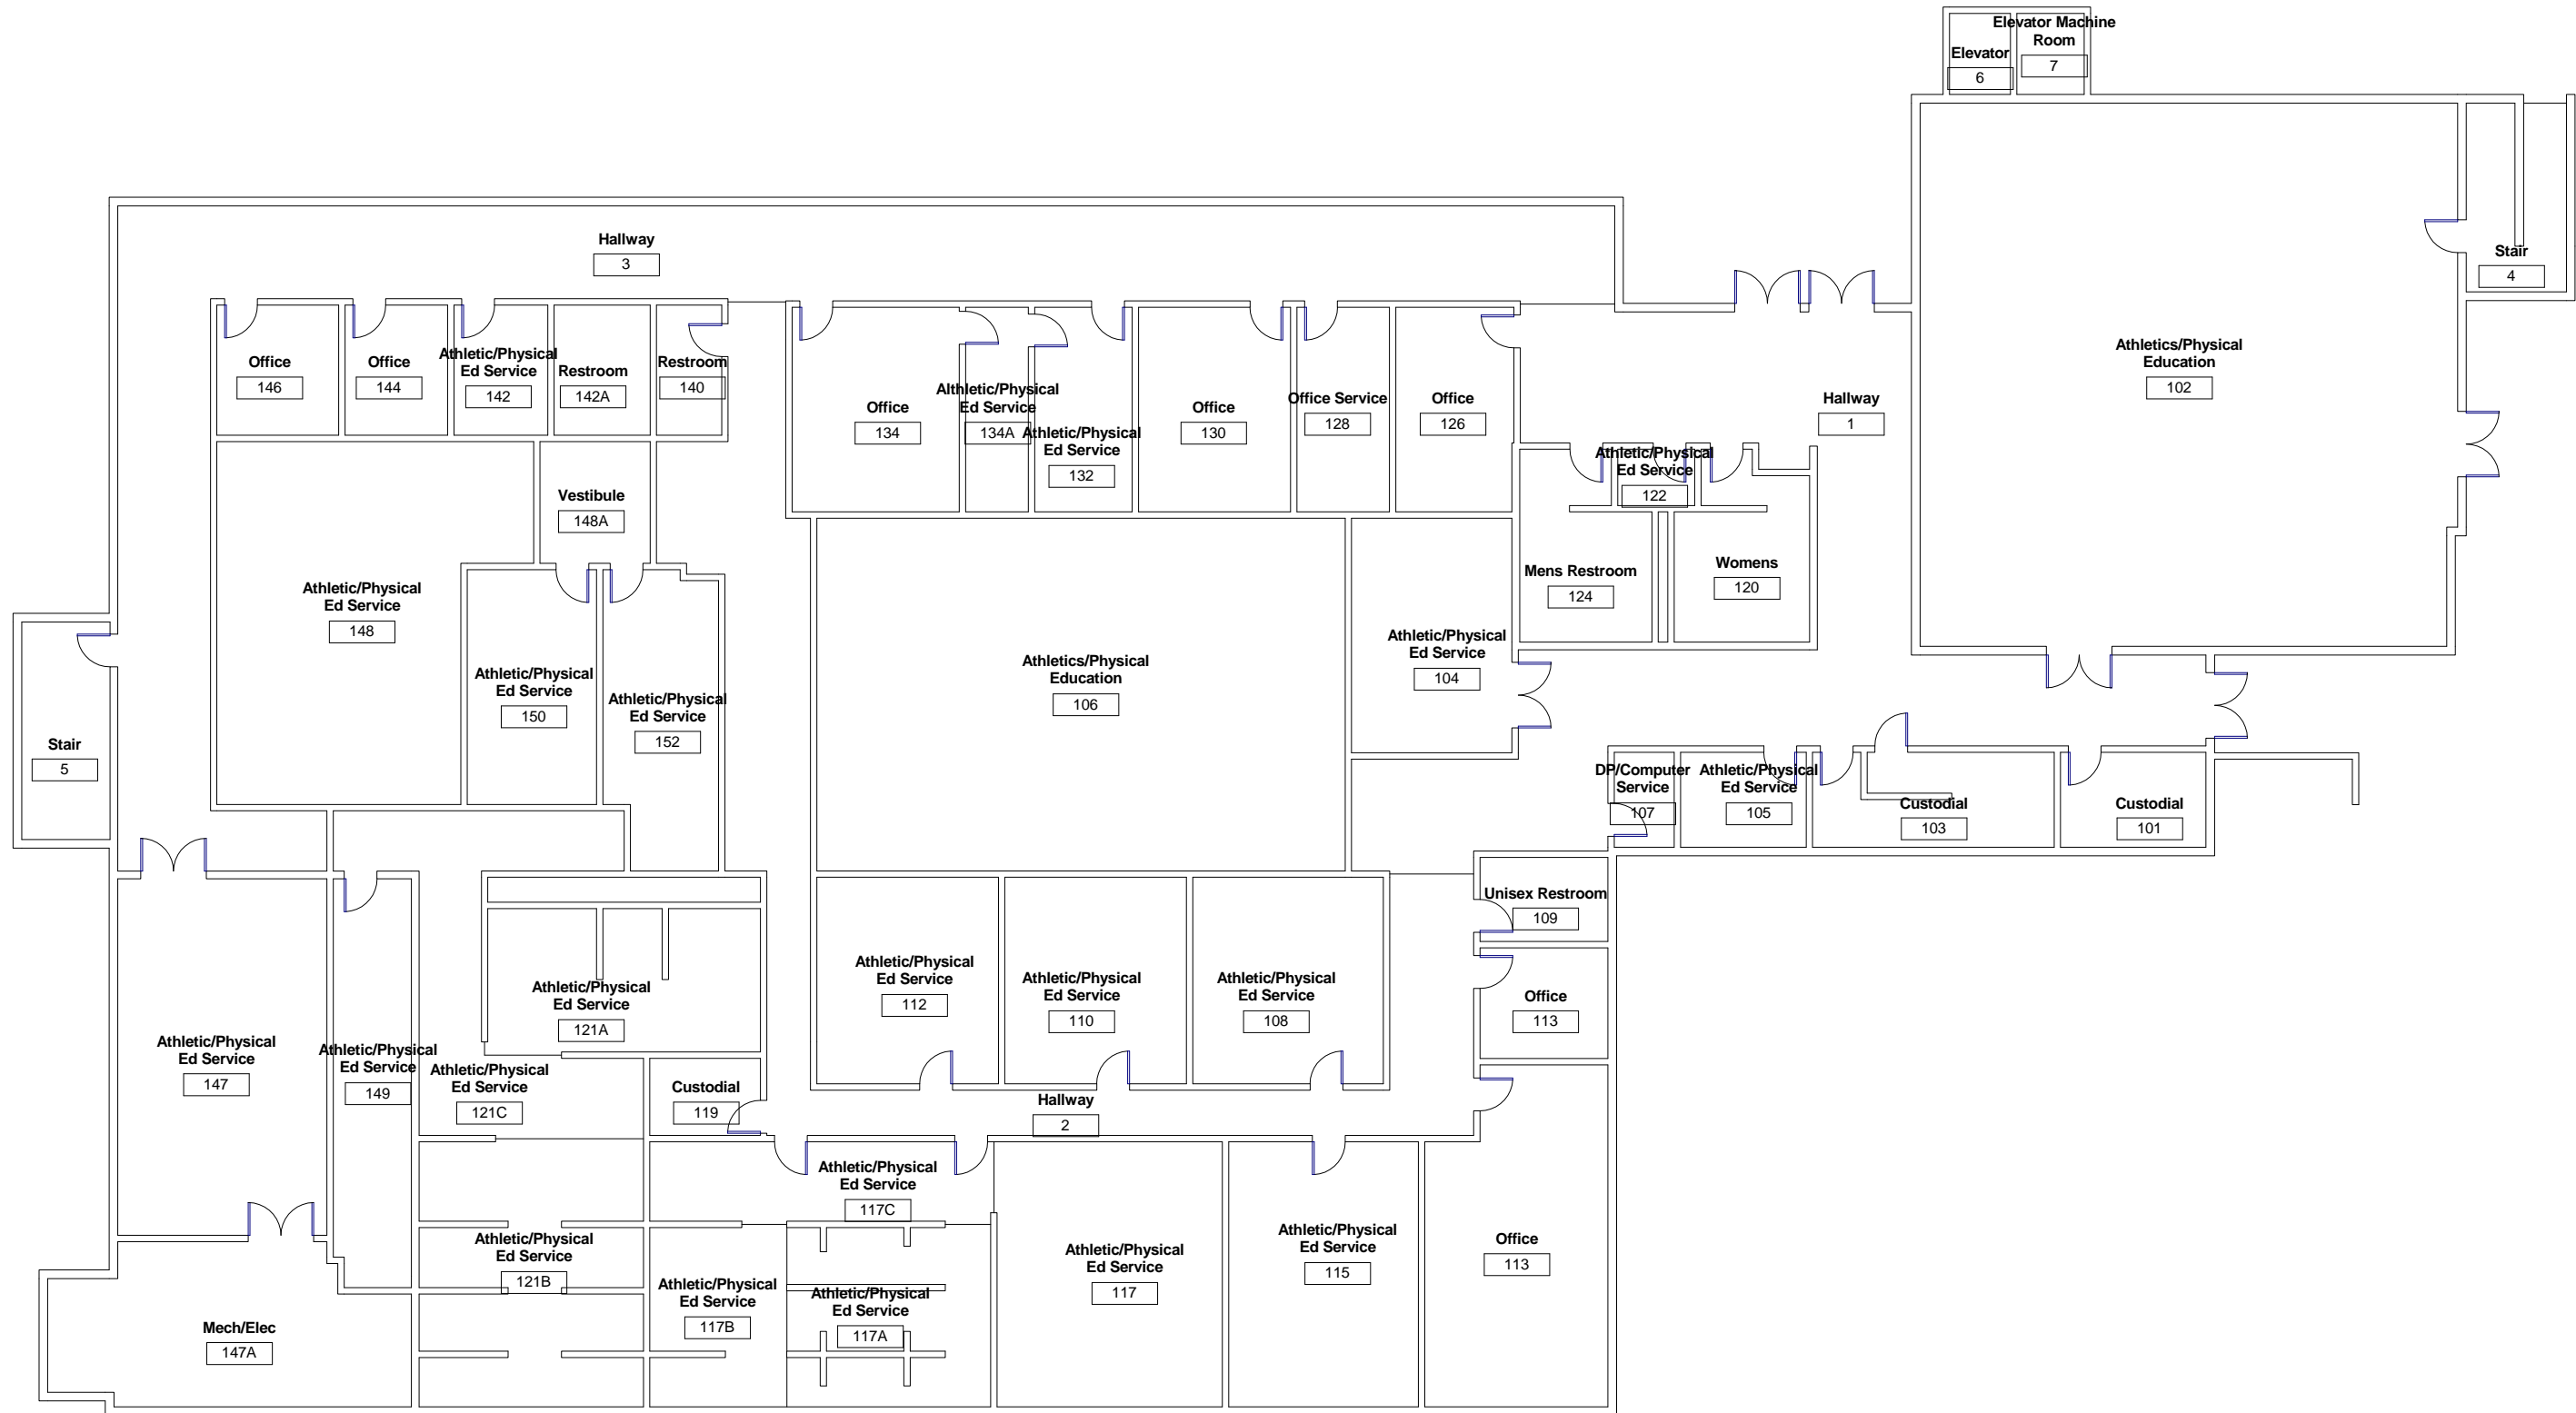 Elevator Machine
Room
7
Elevator
6
Hallway
3
Stair
4
Athletics/Physical
Education
102
Office
146
Office
144
Athletic/Physical
Ed Service
142
Restroom
142A
Restroom
140
Office
134
Althletic/Physical
Ed Service
134A
Athletic/Physical
Ed Service
132
Office
130
Office Service
128
Office
126
Hallway
1
Athletic/Physical
Ed Service
122
Vestibule
148A
Mens Restroom
124
Womens
120
Athletic/Physical
Ed Service
148
Athletic/Physical
Ed Service
150
Athletic/Physical
Ed Service
152
Athletics/Physical
Education
106
Athletic/Physical
Ed Service
104
Stair
5
DP/Computer
Service
107
Athletic/Physical
Ed Service
105
Custodial
103
Custodial
101
Unisex Restroom
109
Athletic/Physical
Ed Service
112
Athletic/Physical
Ed Service
110
Athletic/Physical
Ed Service
108
Office
113
Athletic/Physical
Ed Service
121A
Athletic/Physical
Ed Service
147
Athletic/Physical
Ed Service
149
Athletic/Physical
Ed Service
121C
Custodial
119
Hallway
2
Athletic/Physical
Ed Service
117C
Athletic/Physical
Ed Service
121B
Athletic/Physical
Ed Service
117B
Athletic/Physical
Ed Service
117A
Athletic/Physical
Ed Service
117
Athletic/Physical
Ed Service
115
Office
113
Mech/Elec
147A